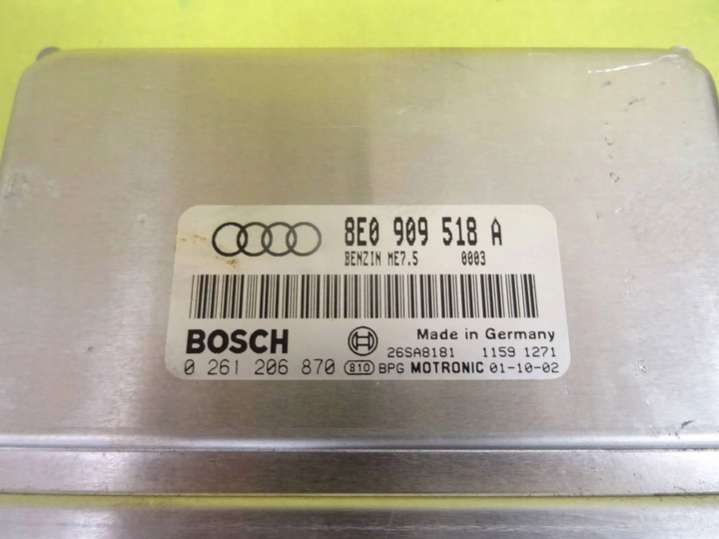 8E0 909 518 A
BENZIN ME7.5 0003
BOSCH
Made in Germany
26SA8181 1159 1271
0 261 206 870 810 BPG MOTRONIC 01-10-02